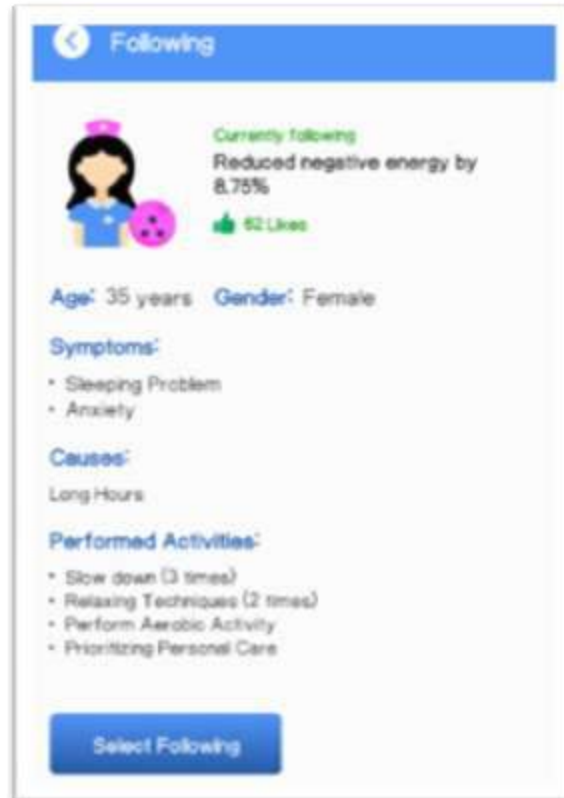 Following
Currently following
Reduced negative energy by
8.75%
62 Likes
Age: 35 years Gender: Female
Symptoms:
• Sleeping Problem
• Anxiety
Causes:
Long Hours
Performed Activities:
• Slow down (3 times)
• Relaxing Techniques (2 times)
• Perform Aerobic Activity
• Prioritizing Personal Care
Select Following